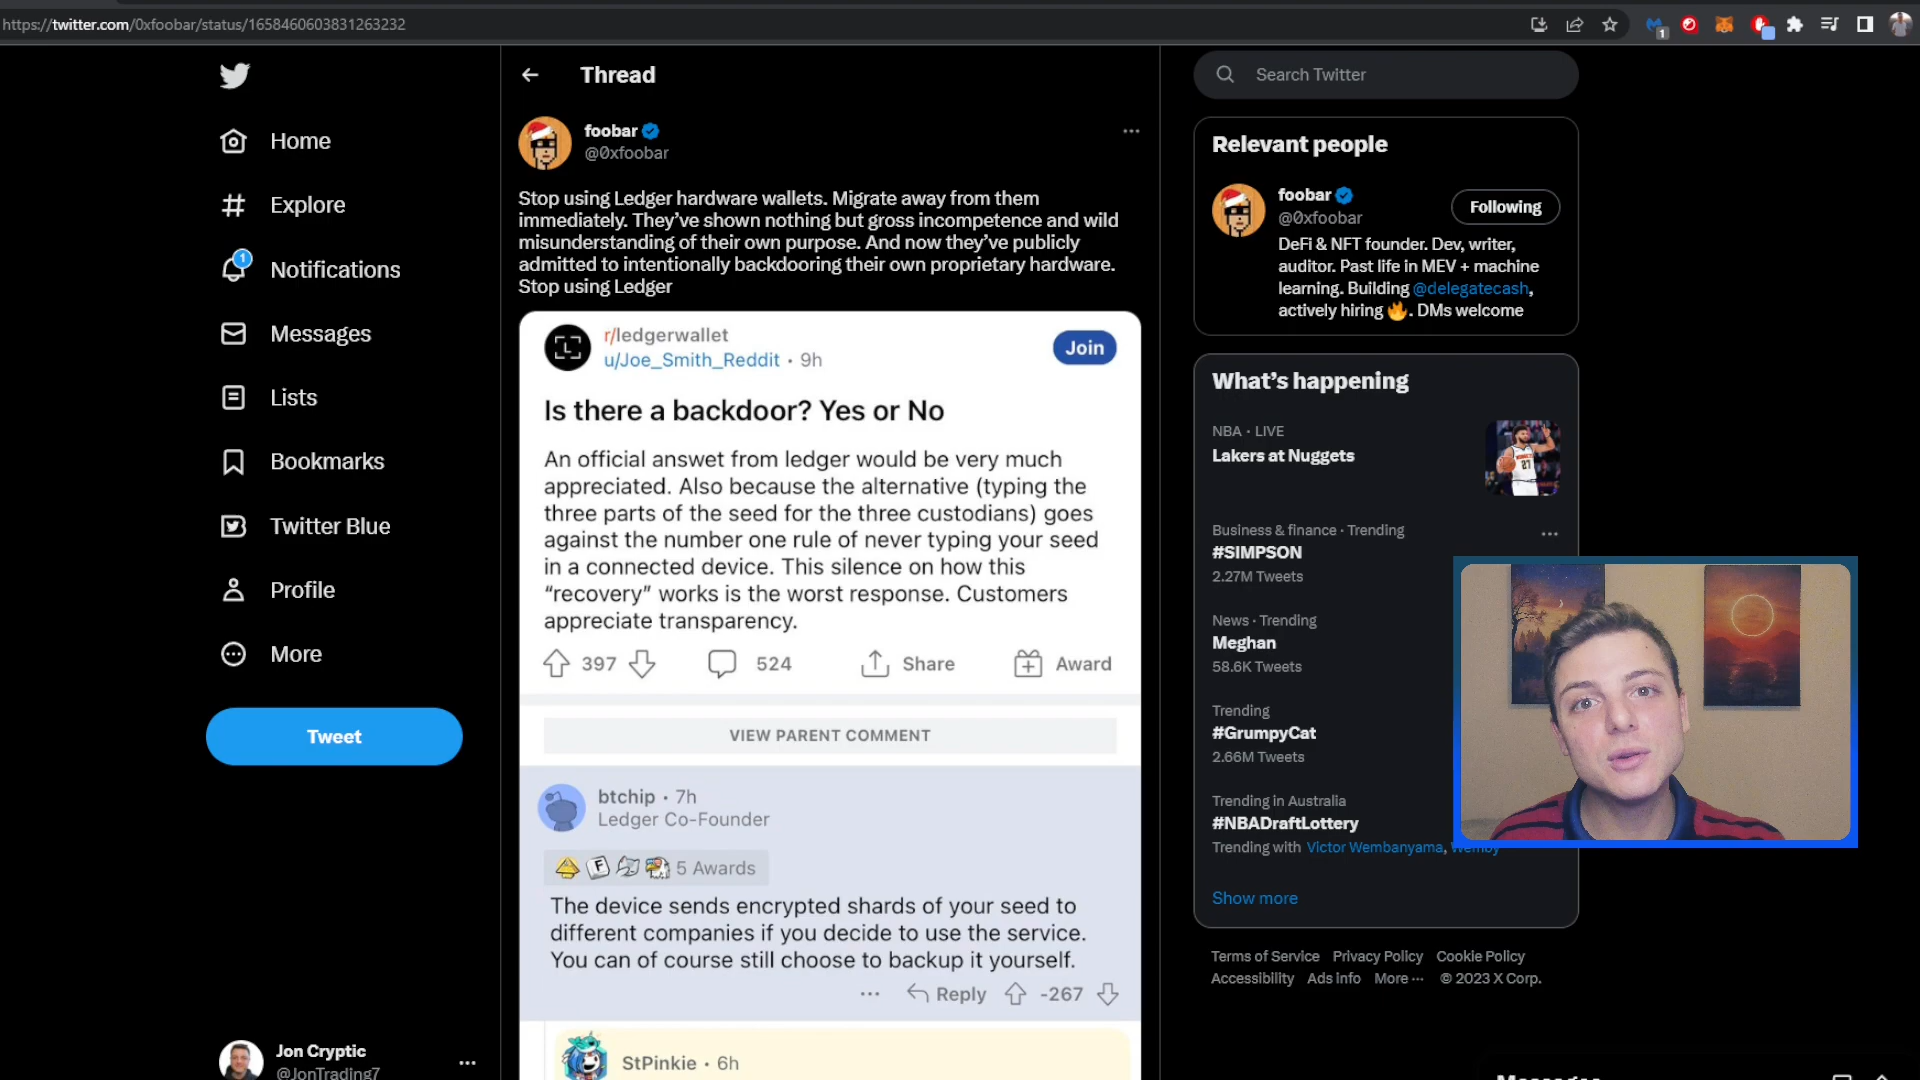 https://twitter.com/0xfoobar/status/1658460603831263232
1
Home
Explore
1
Notifications
Messages
Lists
Bookmarks
Twitter Blue
Profile
More
Tweet
Jon Cryptic
@JonTrading7
Thread
foobar
@0xfoobar
Stop using Ledger hardware wallets. Migrate away from them
immediately. They've shown nothing but gross incompetence and wild
misunderstanding of their own purpose. And now they've publicly
admitted to intentionally backdooring their own proprietary hardware.
Stop using Ledger
r/ledgerwallet
u/Joe_Smith_Reddit • 9h
Join
Is there a backdoor? Yes or No
An official answet from ledger would be very much
appreciated. Also because the alternative (typing the
three parts of the seed for the three custodians) goes
against the number one rule of never typing your seed
in a connected device. This silence on how this
“recovery” works is the worst response. Customers
appreciate transparency.
397
524
Share
Award
VIEW PARENT COMMENT
btchip • 7h
Ledger Co-Founder
F
5 Awards
The device sends encrypted shards of your seed to
different companies if you decide to use the service.
You can of course still choose to backup it yourself.
Reply
-267
StPinkie • 6h
Search Twitter
Relevant people
foobar
@0xfoobar
Following
DeFi & NFT founder. Dev, writer,
auditor. Past life in MEV + machine
learning. Building @delegatecash,
actively hiring 🔥. DMs welcome
What's happening
NBA · LIVE
Lakers at Nuggets
27
Business & finance · Trending
#SIMPSON
2.27M Tweets
News · Trending
Meghan
58.6K Tweets
Trending
#GrumpyCat
2.66M Tweets
Trending in Australia
#NBADraftLottery
Trending with Victor Wembanyama, Wemby
Show more
Terms of Service Privacy Policy Cookie Policy
Accessibility Ads info More ··· © 2023 X Corp.